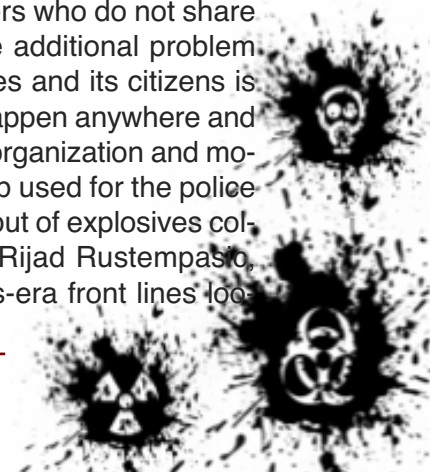 ers who do not share
e additional problem
es and its citizens is
appen anywhere and
organization and mo-
b used for the police
out of explosives col-
Rijad Rustempasic,
s-era front lines loo-